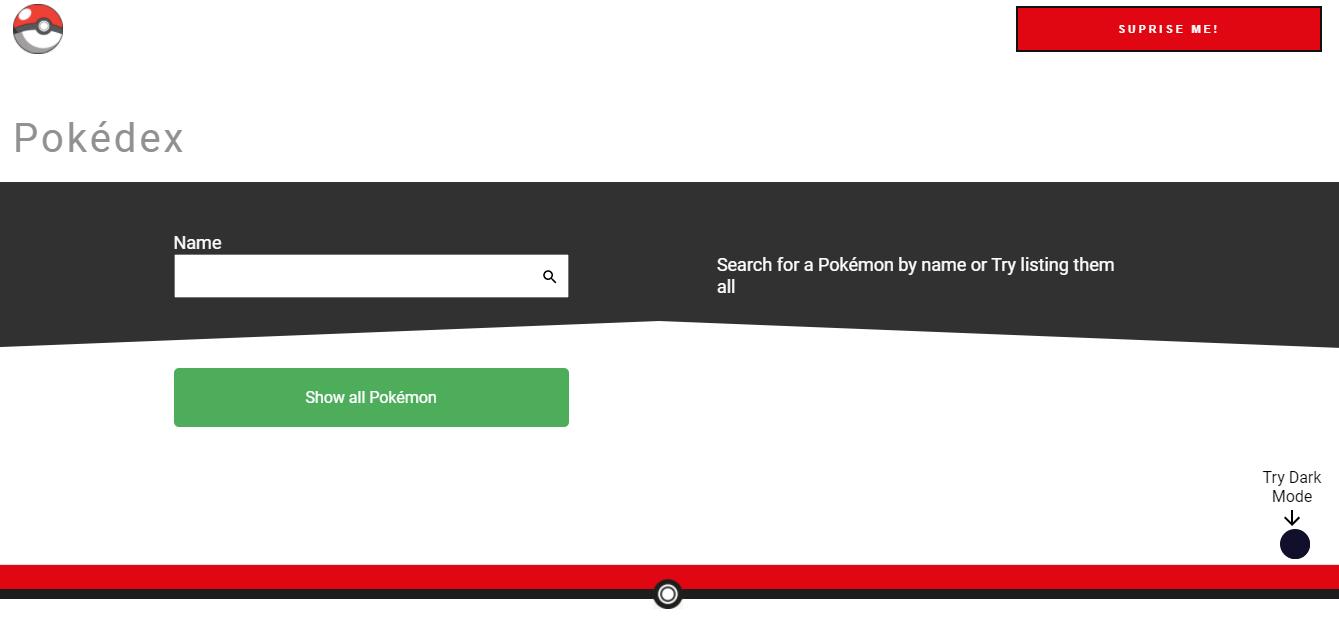 SUPRISE ME!
Pokédex
Name
Search for a Pokémon by name or Try listing them
all
Show all Pokémon
Try Dark
Mode